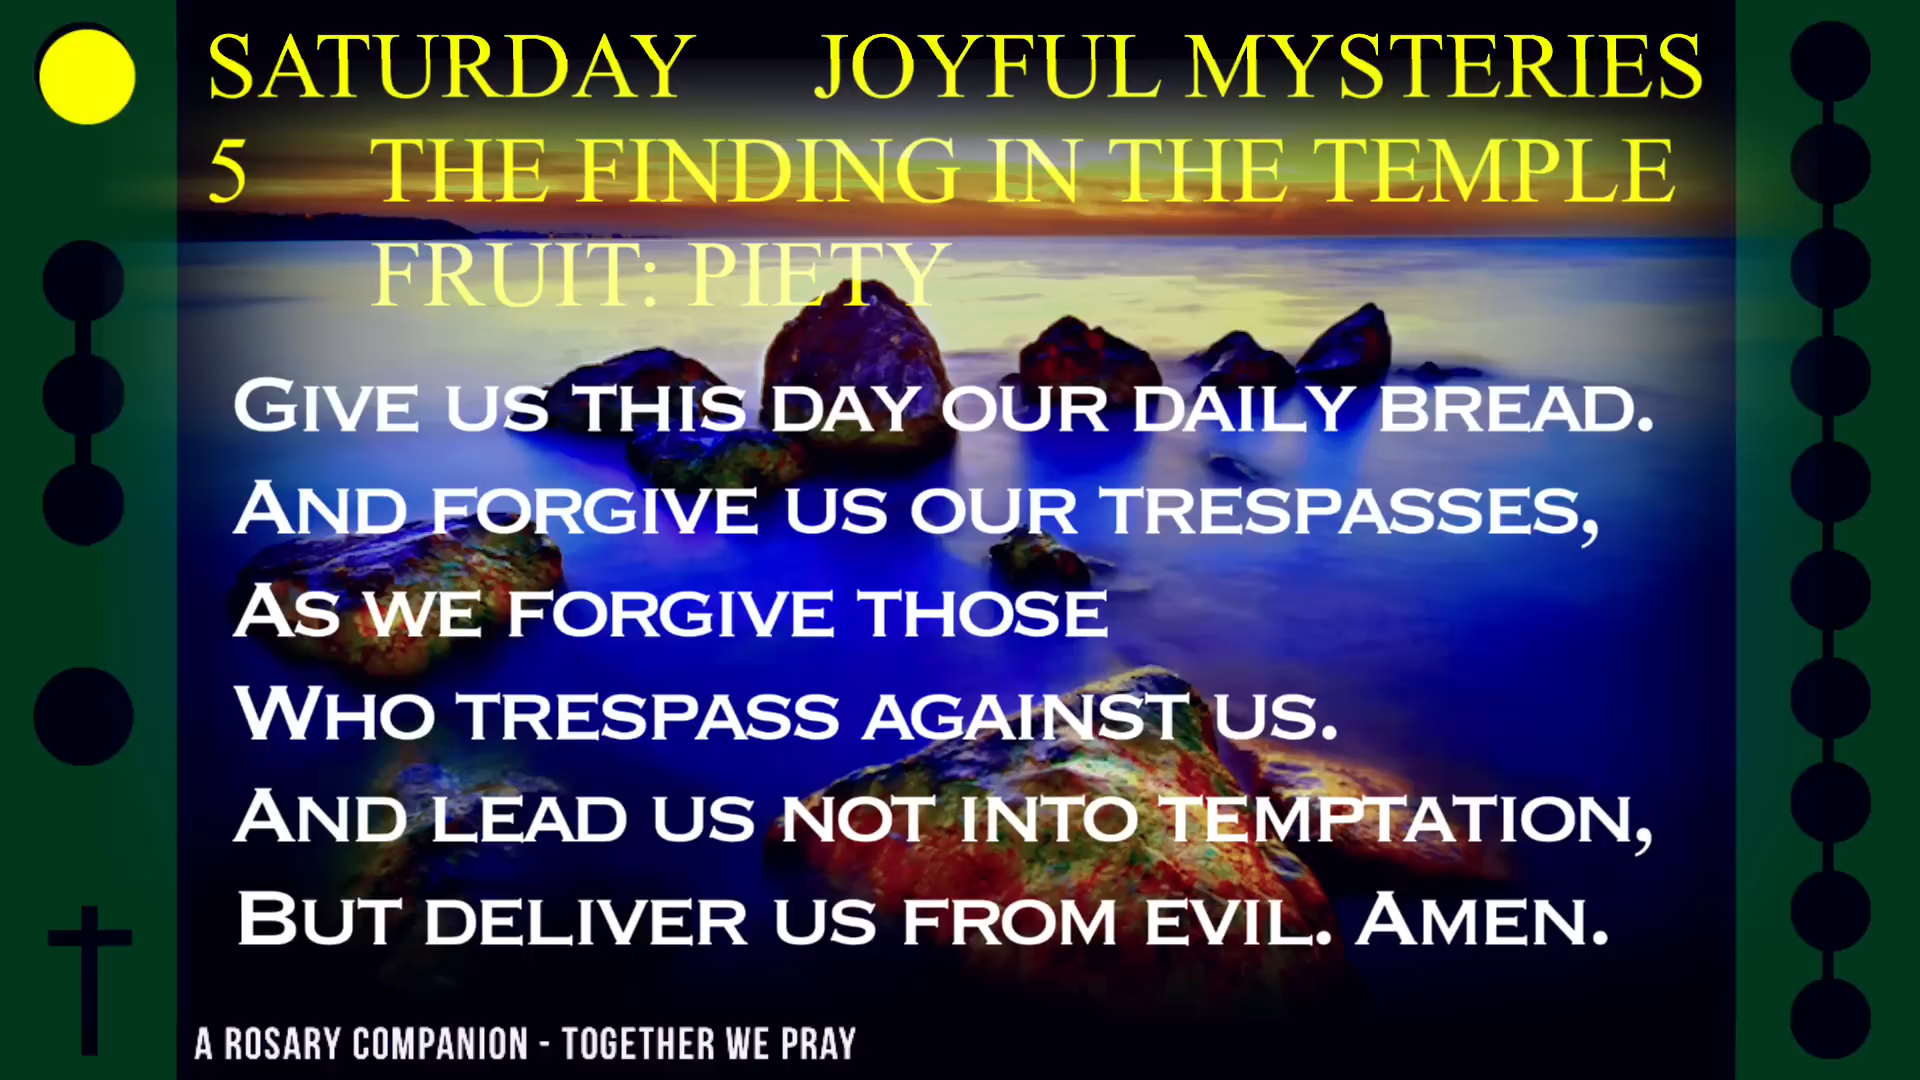 SATURDAY JOYFUL MYSTERIES
5 THE FINDING IN THE TEMPLE
FRUIT: PIETY
GIVE US THIS DAY OUR DAILY BREAD.
AND FORGIVE US OUR TRESPASSES,
AS WE FORGIVE THOSE
WHO TRESPASS AGAINST US.
AND LEAD US NOT INTO TEMPTATION,
BUT DELIVER US FROM EVIL. AMEN.
A ROSARY COMPANION - TOGETHER WE PRAY